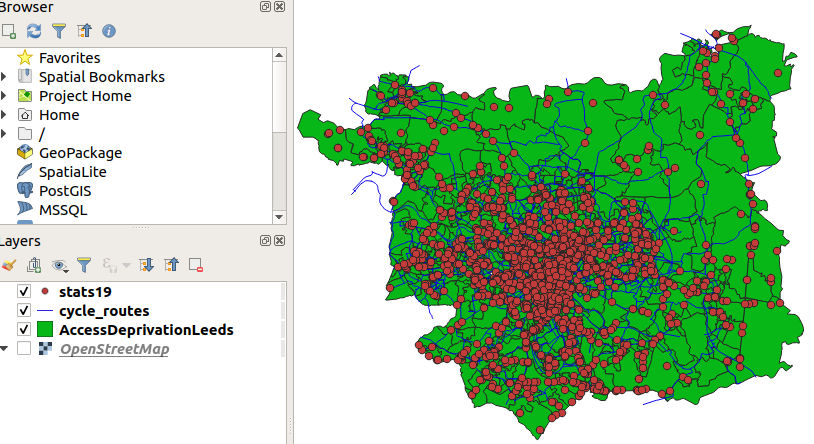 Browser
Favorites
Spatial Bookmarks
Project Home
Home
/
GeoPackage
SpatiaLite
PostGIS
MSSQL
Layers
stats19
cycle_routes
AccessDeprivationLeeds
OpenStreetMap